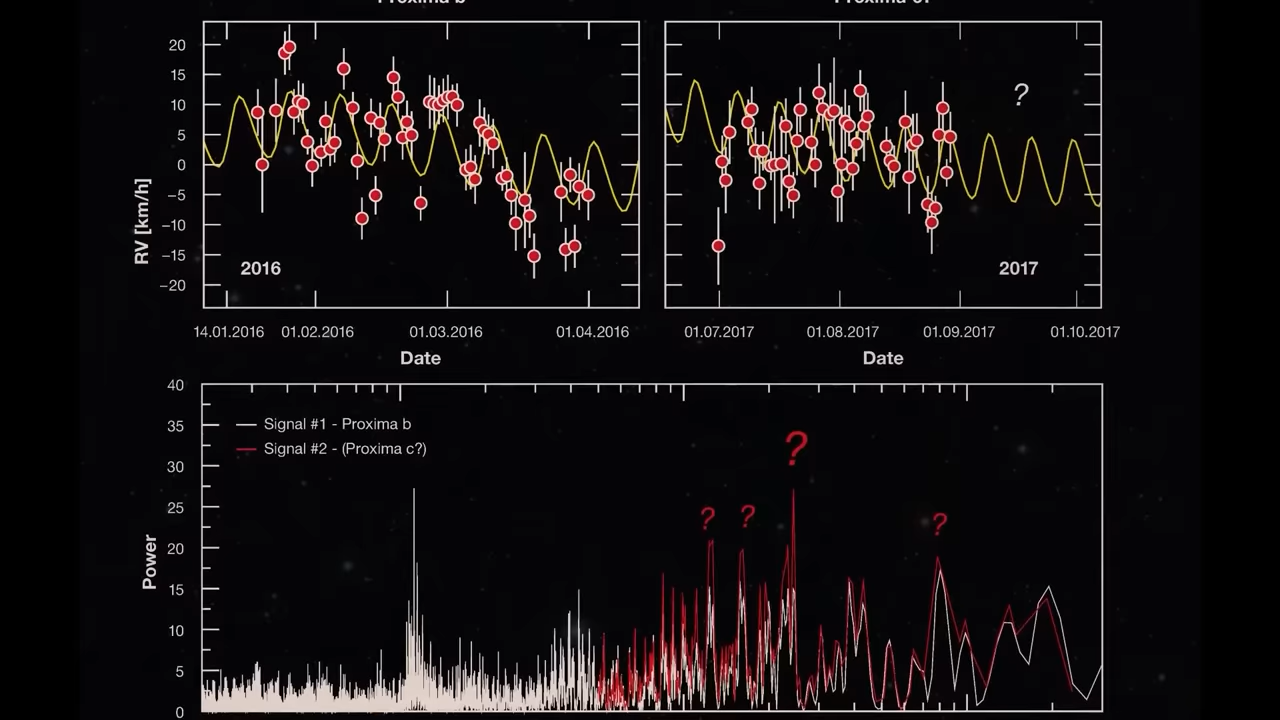 Proxima b
Proxima c?
RV [km/h]
20
15
10
5
0
−5
−10
−15
−20
2016
?
2017
14.01.2016 01.02.2016 01.03.2016 01.04.2016
01.07.2017 01.08.2017 01.09.2017 01.10.2017
Date
Date
Power
40
35
30
25
20
15
10
5
0
Signal #1 - Proxima b
Signal #2 - (Proxima c?)
?
? ?
?